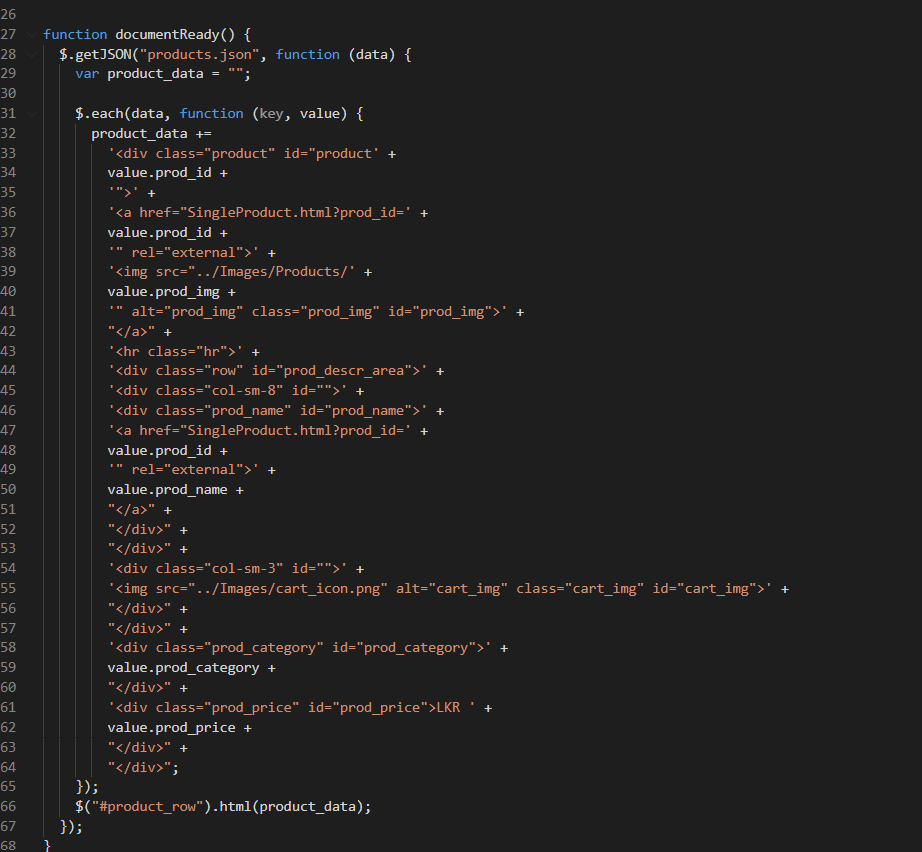 26
27 function documentReady() {
28 $.getJSON("products.json", function (data) {
29 var product_data = "";
30
31 $.each(data, function (key, value) {
32 product_data +=
33 '<div class="product" id="product' +
34 value.prod_id +
35 '">' +
36 '<a href="SingleProduct.html?prod_id=' +
37 value.prod_id +
38 '" rel="external">' +
39 '<img src="../Images/Products/' +
40 value.prod_img +
41 '" alt="prod_img" class="prod_img" id="prod_img">' +
42 "</a>" +
43 '<hr class="hr">' +
44 '<div class="row" id="prod_descr_area">' +
45 '<div class="col-sm-8" id="">' +
46 '<div class="prod_name" id="prod_name">' +
47 '<a href="SingleProduct.html?prod_id=' +
48 value.prod_id +
49 '" rel="external">' +
50 value.prod_name +
51 "</a>" +
52 "</div>" +
53 "</div>" +
54 '<div class="col-sm-3" id="">' +
55 '<img src="../Images/cart_icon.png" alt="cart_img" class="cart_img" id="cart_img">' +
56 "</div>" +
57 "</div>" +
58 '<div class="prod_category" id="prod_category">' +
59 value.prod_category +
60 "</div>" +
61 '<div class="prod_price" id="prod_price">LKR ' +
62 value.prod_price +
63 "</div>" +
64 "</div>";
65 });
66 $("#product_row").html(product_data);
67 });
68 }